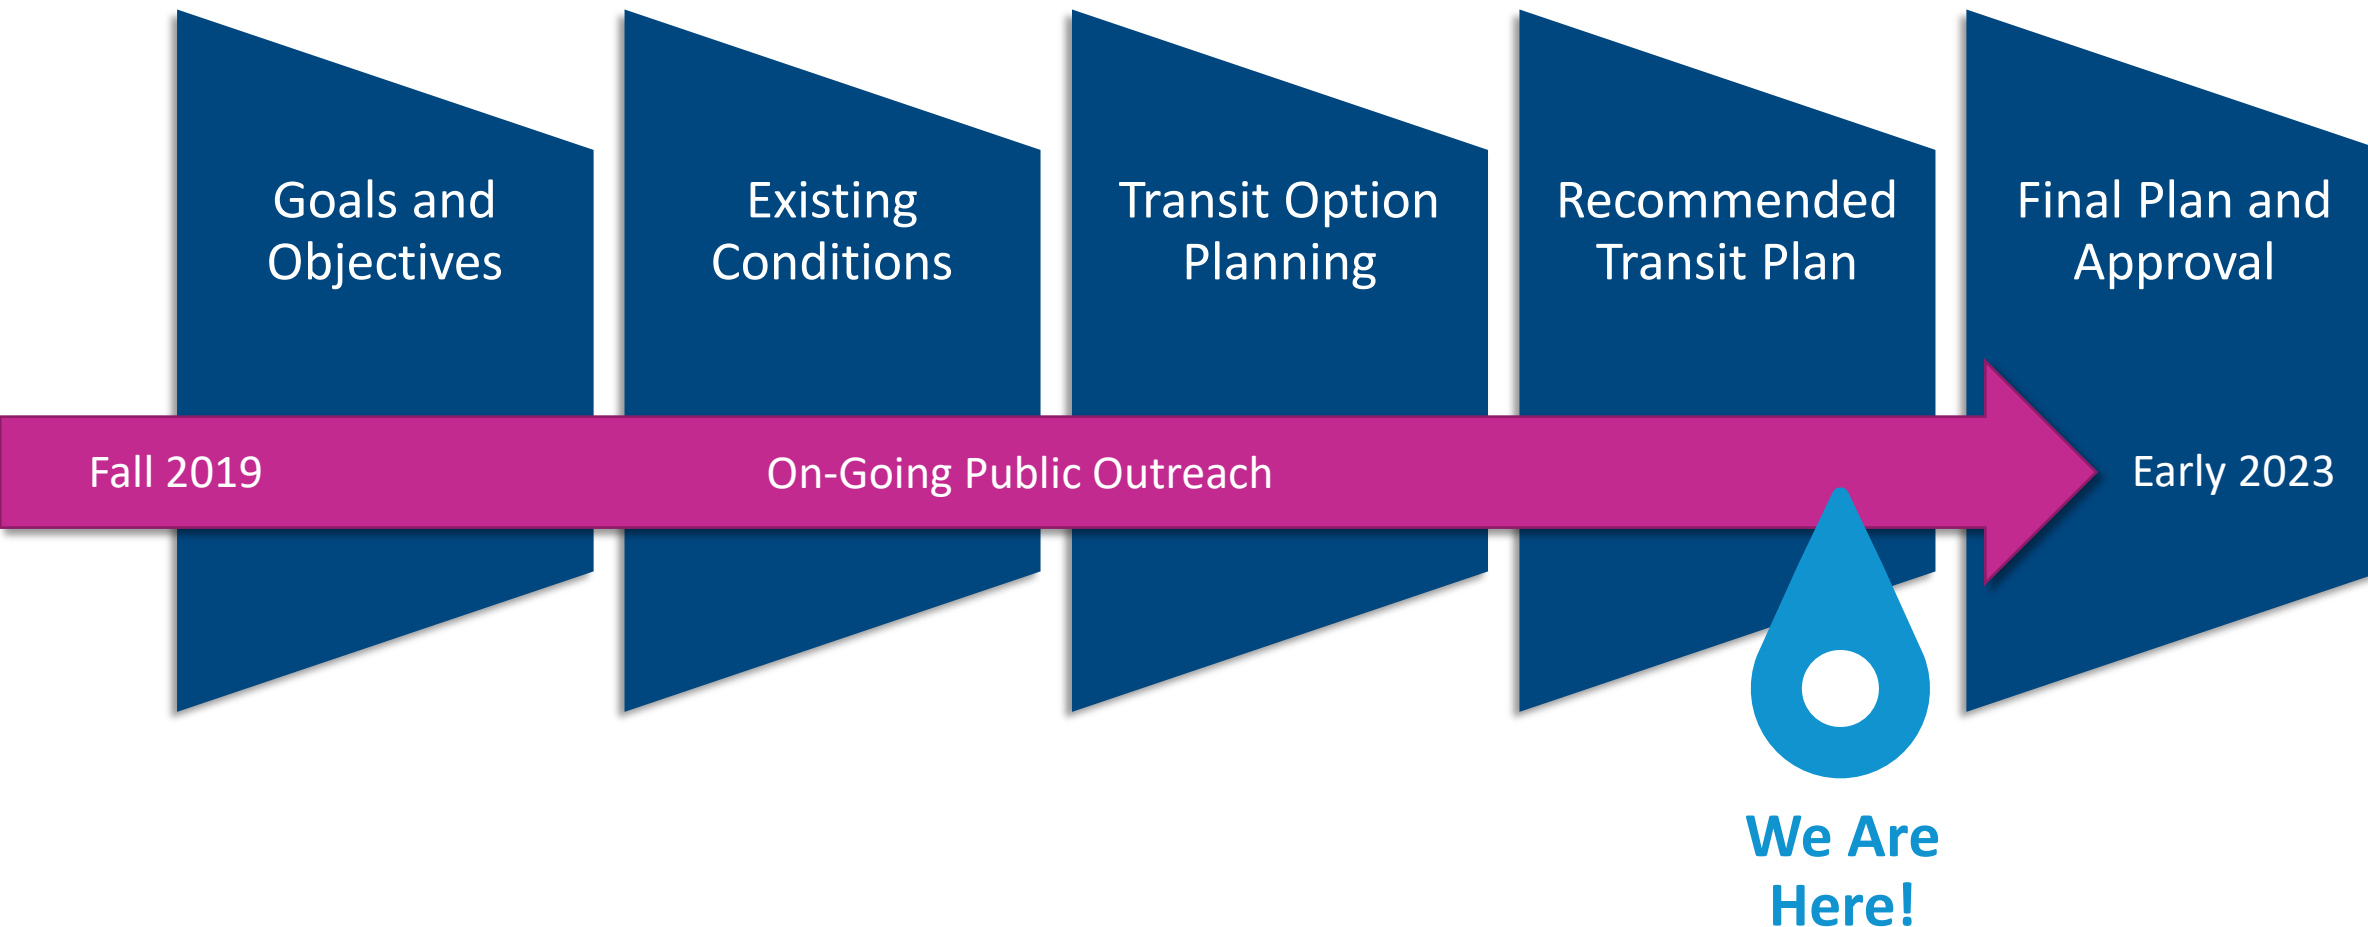 Goals and
Objectives
Existing
Conditions
Transit Option
Planning
Recommended
Transit Plan
Final Plan and
Approval
Fall 2019
On-Going Public Outreach
Early 2023
We Are
Here!